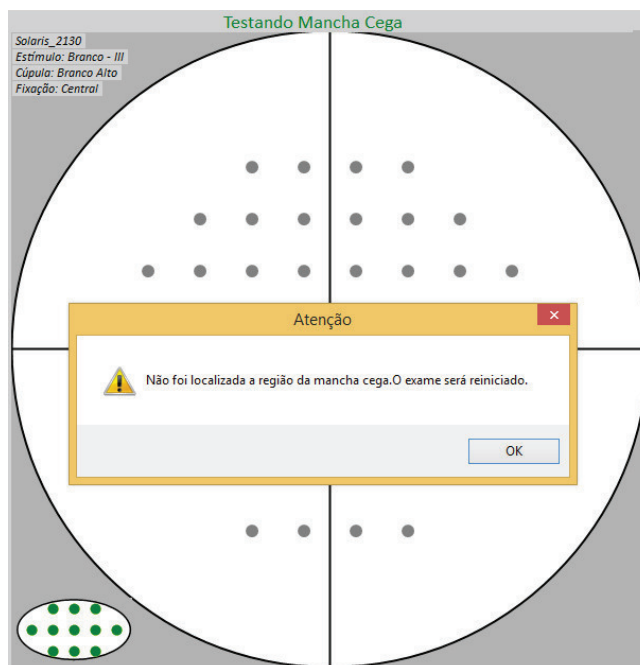 Testando Mancha Cega
Solaris_2130
Estímulo: Branco - III
Cúpula: Branco Alto
Fixação: Central
Atenção
Não foi localizada a região da mancha cega.O exame será reiniciado.
OK